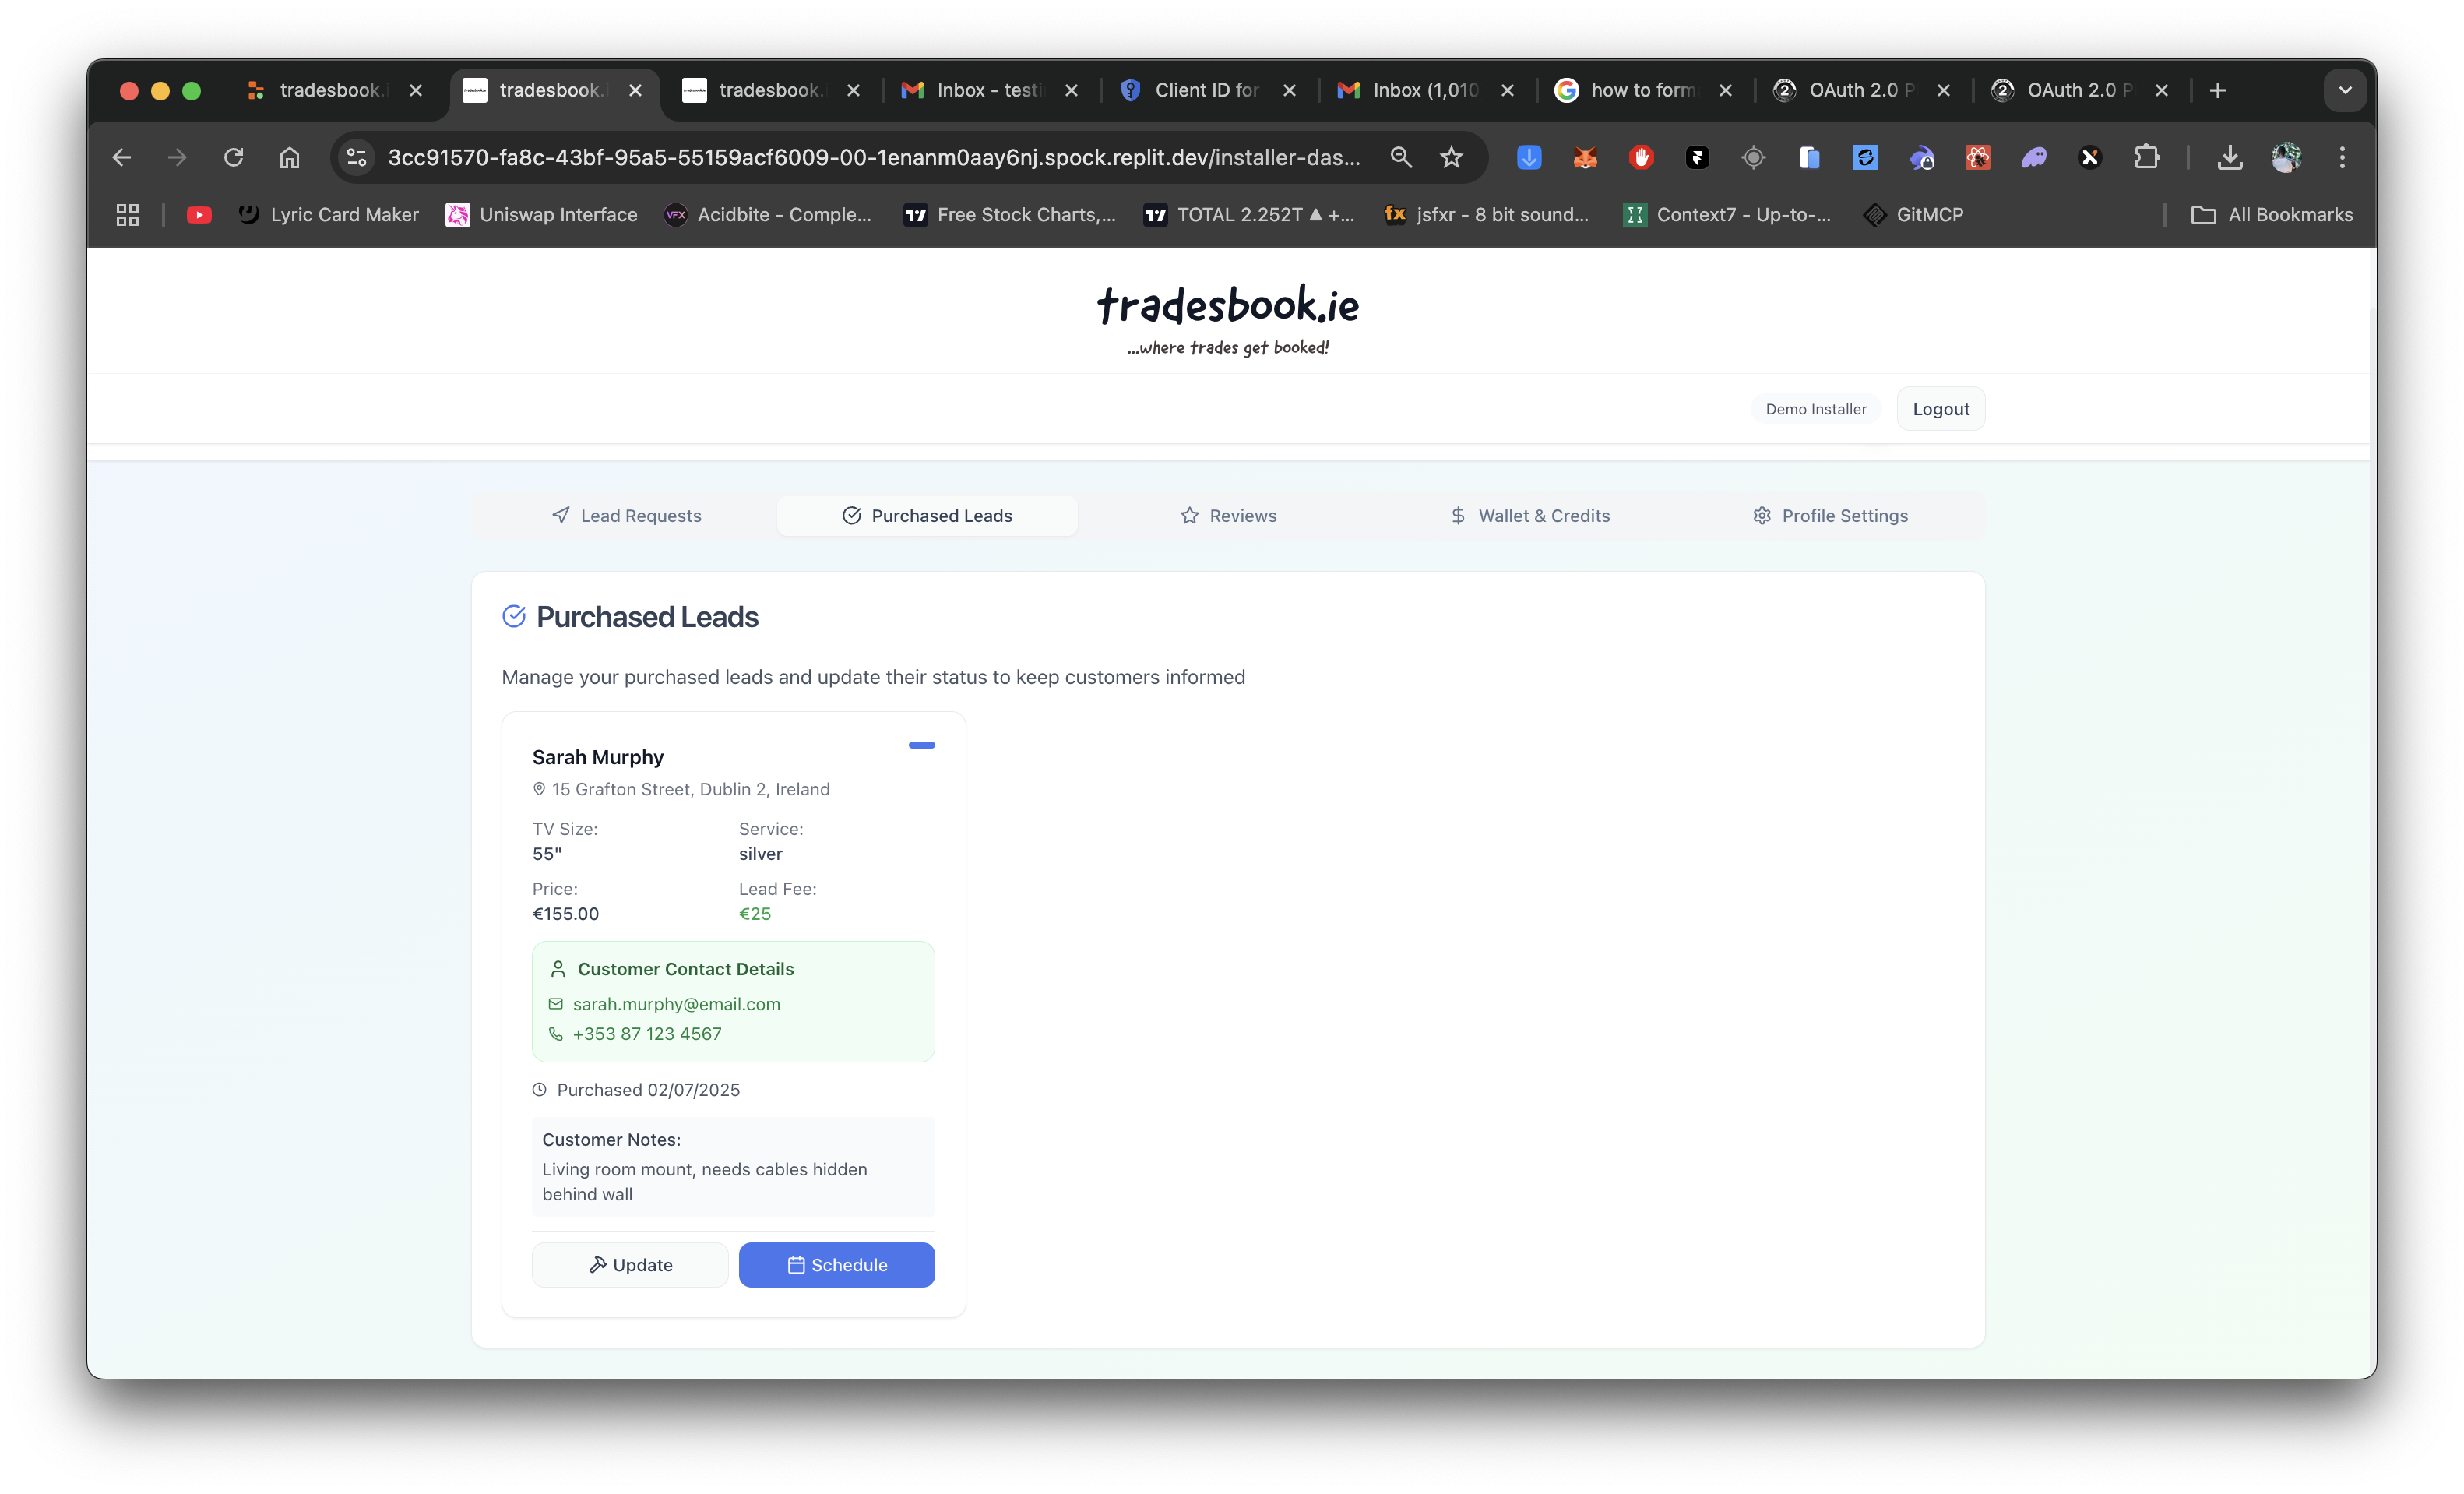 tradesbook.i
tradesbook.i
tradesbook.
Inbox - testi
Client ID for
Inbox (1,010
how to form
OAuth 2.0 P
OAuth 2.0 P
3cc91570-fa8c-43bf-95a5-55159acf6009-00-1enanm0aay6nj.spock.replit.dev/installer-das...
Lyric Card Maker
Uniswap Interface
Acidbite - Comple...
Free Stock Charts,...
TOTAL 2.252T ▲ +...
jsfxr - 8 bit sound...
Context7 - Up-to-...
GitMCP
All Bookmarks
tradesbook.ie
...where trades get booked!
Demo Installer
Logout
Lead Requests
Purchased Leads
Reviews
Wallet & Credits
Profile Settings
Purchased Leads
Manage your purchased leads and update their status to keep customers informed
Sarah Murphy
15 Grafton Street, Dublin 2, Ireland
TV Size:
55"
Service:
silver
Price:
€155.00
Lead Fee:
€25
Customer Contact Details
sarah.murphy@email.com
+353 87 123 4567
Purchased 02/07/2025
Customer Notes:
Living room mount, needs cables hidden
behind wall
Update
Schedule